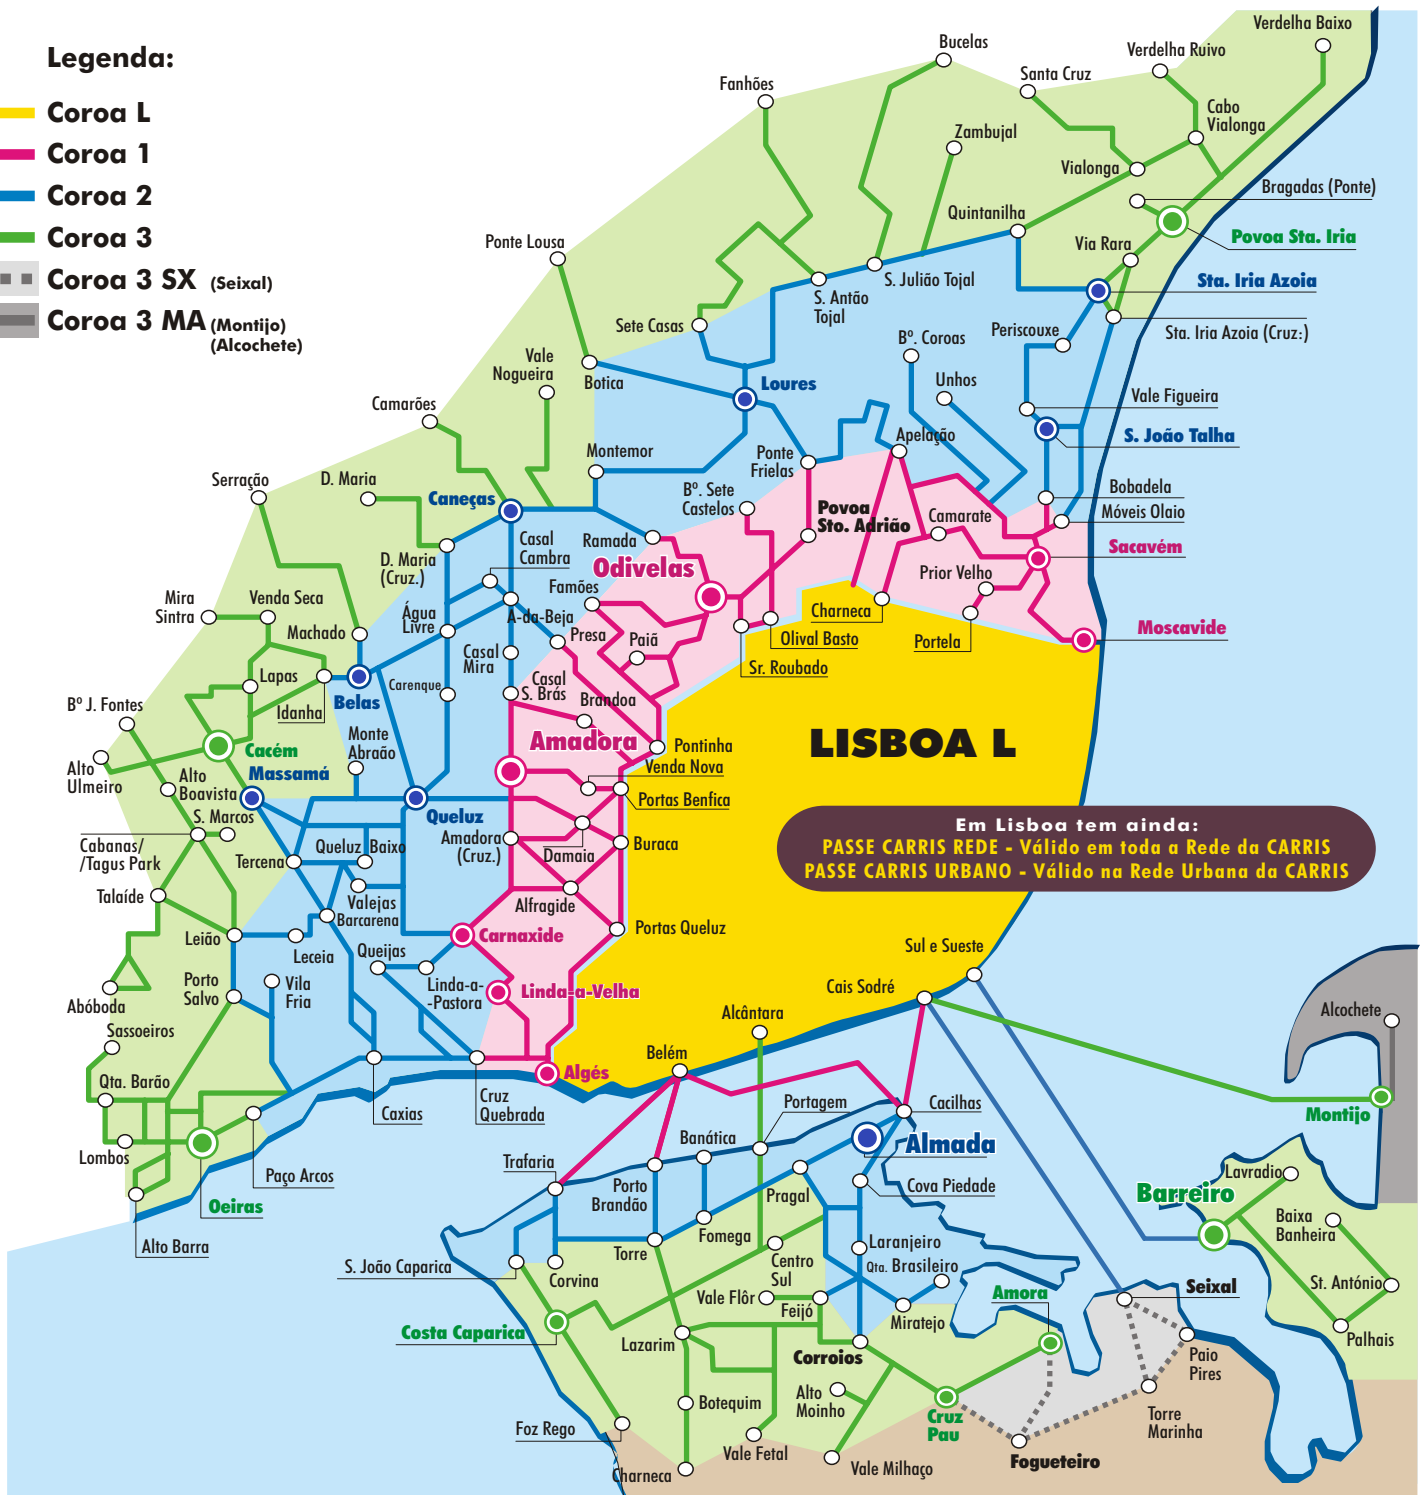 Legenda:
Coroa L
Coroa 1
Coroa 2
Coroa 3
Coroa 3 SX (Seixal)
Coroa 3 MA (Montijo)
(Alcochete)
Verdelha Baixo
Bucelas
Verdelha Ruivo
Santa Cruz
Fanhões
Cabo
Vialonga
Zambujal
Vialonga
Bragadas (Ponte)
Quintanilha
Povoa Sta. Iria
Ponte Lousa
Via Rara
S. Julião Tojal
Sta. Iria Azoia
S. Antão
Tojal
Sete Casas
Periscouxe
Sta. Iria Azoia (Cruz:)
Bº. Coroas
Vale
Nogueira
Botica
Loures
Unhos
Vale Figueira
Camarões
S. João Talha
Apelação
Montemor
Ponte
Frielas
Serração
D. Maria
Caneças
Bº. Sete
Castelos
Bobadela
Povoa
Sto. Adrião
Móveis Olaio
Camarate
Casal
Cambra
Ramada
Sacavém
D. Maria
(Cruz.)
Odivelas
Prior Velho
Famões
Mira
Sintra
Venda Seca
Água
Livre
A-da-Beja
Charneca
Machado
Presa
Paiã
Olival Basto
Portela
Moscavide
Casal
Mira
Sr. Roubado
Lapas
Casal
S. Brás
Carenque
Brandoa
Belas
Bº J. Fontes
Idanha
Monte
Abraão
Amadora
LISBOA L
Cacém
Pontinha
Alto
Ulmeiro
Massamá
Venda Nova
Alto
Boavista
Portas Benfica
S. Marcos
Queluz
Em Lisboa tem ainda:
PASSE CARRIS REDE - Válido em toda a Rede da CARRIS
PASSE CARRIS URBANO - Válido na Rede Urbana da CARRIS
Cabanas/
/Tagus Park
Queluz Baixo
Amadora
(Cruz.)
Buraca
Tercena
Damaia
Talaíde
Valejas
Barcarena
Alfragide
Leião
Carnaxide
Portas Queluz
Leceia
Queijas
Sul e Sueste
Porto
Salvo
Vila
Fria
Linda-a-
-Pastora
Linda-a-Velha
Cais Sodré
Abóboda
Alcântara
Alcochete
Sassoeiros
Belém
Qta. Barão
Algés
Cruz
Quebrada
Caxias
Portagem
Cacilhas
Montijo
Lombos
Banática
Almada
Trafaria
Paço Arcos
Porto
Brandão
Pragal
Cova Piedade
Lavradio
Oeiras
Barreiro
Alto Barra
Fomega
Baixa
Banheira
Torre
Laranjeiro
S. João Caparica
Corvina
Centro
Sul
Qta. Brasileiro
Vale Flôr
Feijó
Miratejo
Amora
Seixal
St. António
Costa Caparica
Lazarim
Corroios
Palhais
Paio
Pires
Botequim
Alto
Moinho
Cruz
Pau
Torre
Marinha
Foz Rego
Vale Fetal
Charneca
Vale Milhaço
Fogueteiro